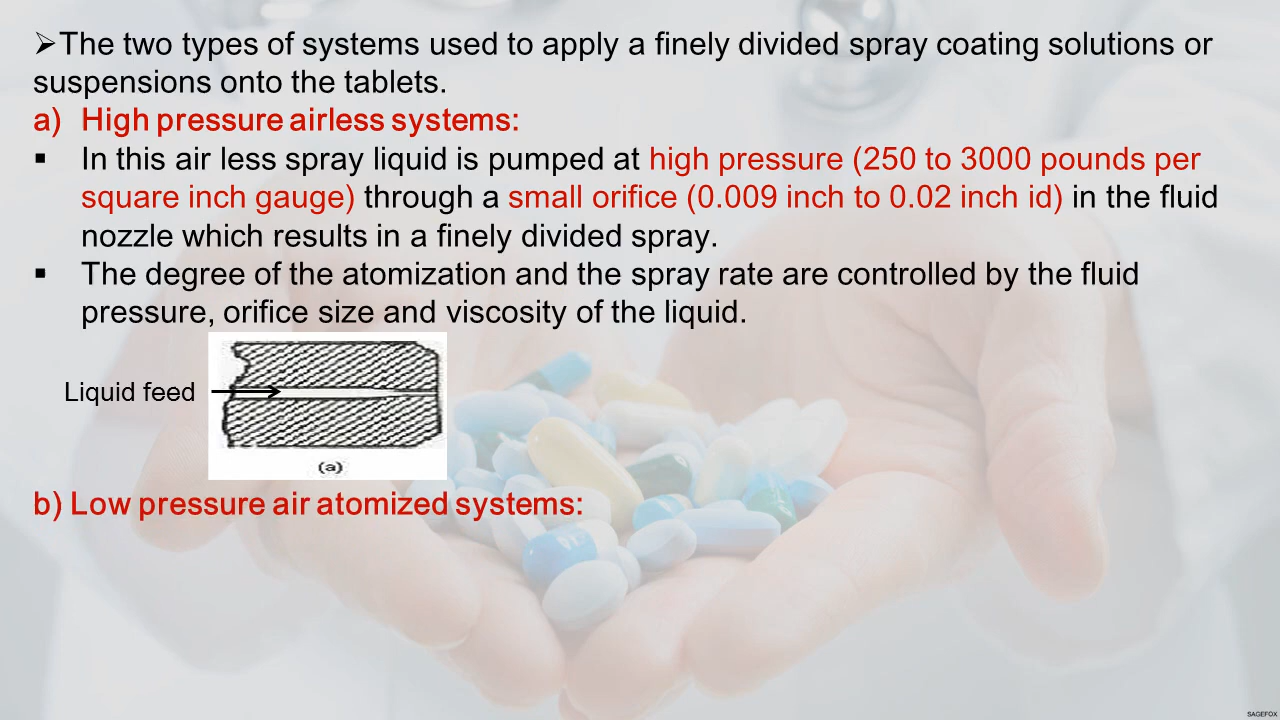 ➢The two types of systems used to apply a finely divided spray coating solutions or
suspensions onto the tablets.
a) High pressure airless systems:
▪ In this air less spray liquid is pumped at high pressure (250 to 3000 pounds per
square inch gauge) through a small orifice (0.009 inch to 0.02 inch id) in the fluid
nozzle which results in a finely divided spray.
▪ The degree of the atomization and the spray rate are controlled by the fluid
pressure, orifice size and viscosity of the liquid.
Liquid feed
(a)
b) Low pressure air atomized systems:
SAGEFOX